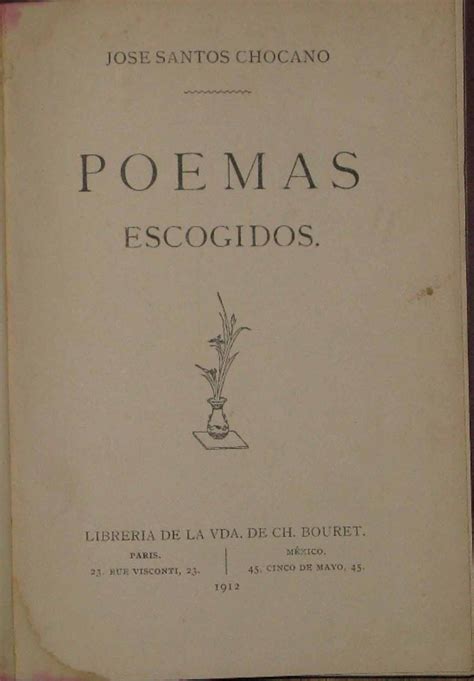 JOSE SANTOS CHOCANO
POEMAS
ESCOGIDOS.
LIBRERIA DE LA VDA. DE CH. BOURET.
PARIS.
23, RUE VISCONTI, 23.
MÉXICO.
45, CINCO DE MAYO, 45.
1912